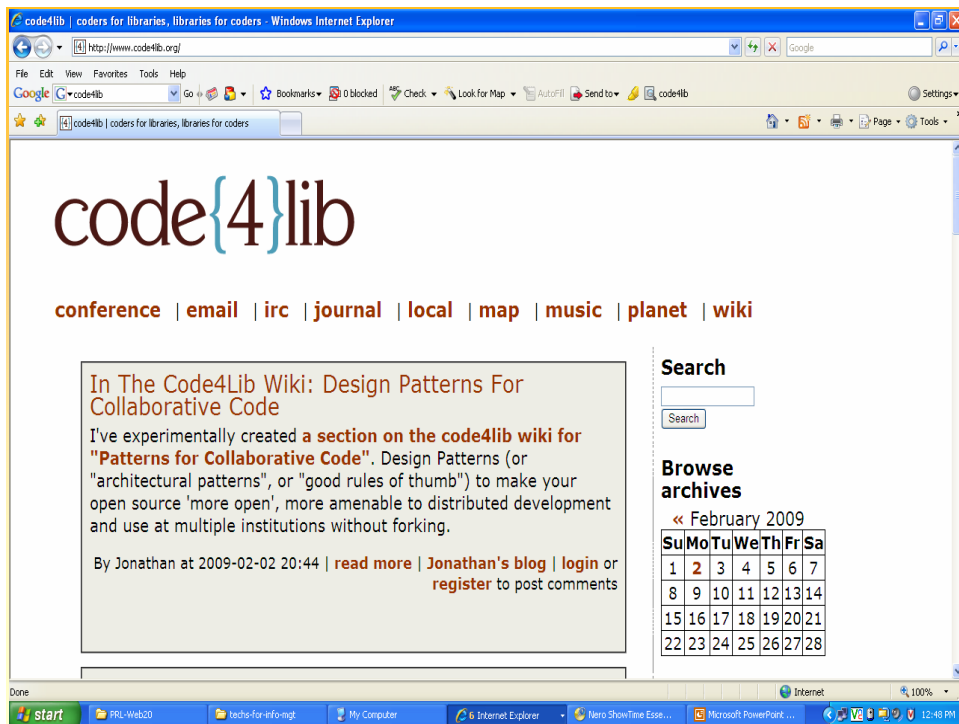 code4lib | coders for libraries, libraries for coders - Windows Internet Explorer
http://www.code4lib.org/
Google
File Edit View Favorites Tools Help
Google G code4lib Go Bookmarks 0 blocked ABC Check Look for Map AutoFill Send to code4lib Settings
code4lib | coders for libraries, libraries for coders Page Tools
code{4}lib
conference | email | irc | journal | local | map | music | planet | wiki
In The Code4Lib Wiki: Design Patterns For
Collaborative Code
I've experimentally created a section on the code4lib wiki for
"Patterns for Collaborative Code". Design Patterns (or
"architectural patterns", or "good rules of thumb") to make your
open source 'more open', more amenable to distributed development
and use at multiple institutions without forking.
By Jonathan at 2009-02-02 20:44 | read more | Jonathan's blog | login or
register to post comments
Search
Search
Browse
archives
« February 2009
Su Mo Tu We Th Fr Sa
1 2 3 4 5 6 7
8 9 10 11 12 13 14
15 16 17 18 19 20 21
22 23 24 25 26 27 28
Done Internet 100%
start PRL-Web20 techs-for-info-mgt My Computer 6 Internet Explorer Nero ShowTime Esse... Microsoft PowerPoint ... 12:48 PM